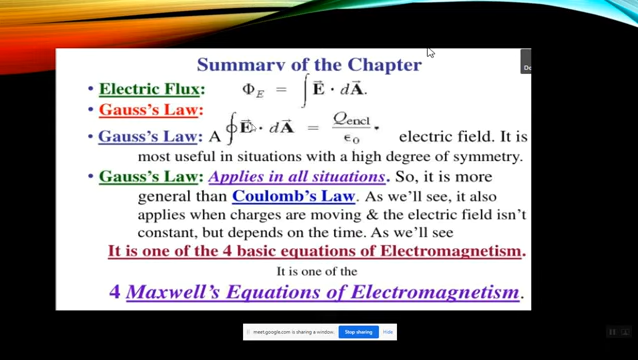 Summary of the Chapter
• Electric Flux: Φ_E = ∫ E⃗ · dA⃗.
• Gauss's Law:
• Gauss's Law: A ∮ E⃗ · dA⃗ = Q_encl / ε₀ . electric field. It is
most useful in situations with a high degree of symmetry.
• Gauss's Law: Applies in all situations. So, it is more
general than Coulomb's Law. As we'll see, it also
applies when charges are moving & the electric field isn't
constant, but depends on the time. As we'll see
It is one of the 4 basic equations of Electromagnetism.
It is one of the
4 Maxwell's Equations of Electromagnetism.
meet.google.com is sharing a window. Stop sharing Hide